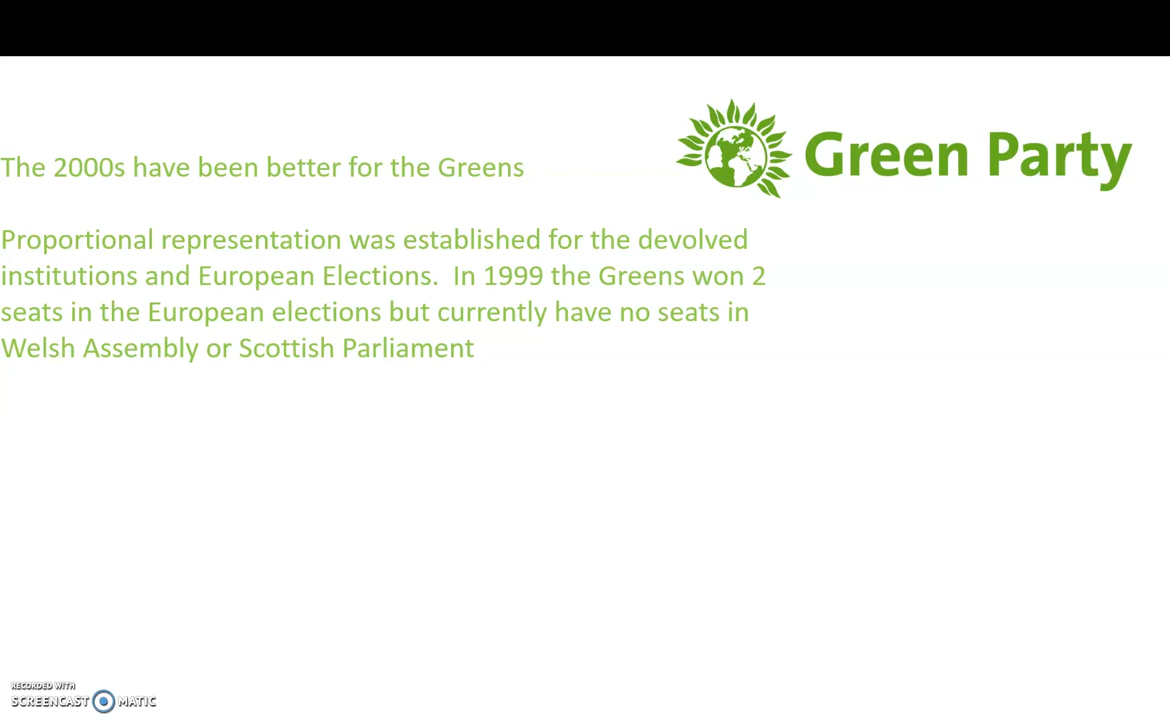 Green Party
The 2000s have been better for the Greens
Proportional representation was established for the devolved
institutions and European Elections.  In 1999 the Greens won 2
seats in the European elections but currently have no seats in
Welsh Assembly or Scottish Parliament
RECORDED WITH
SCREENCAST MATIC